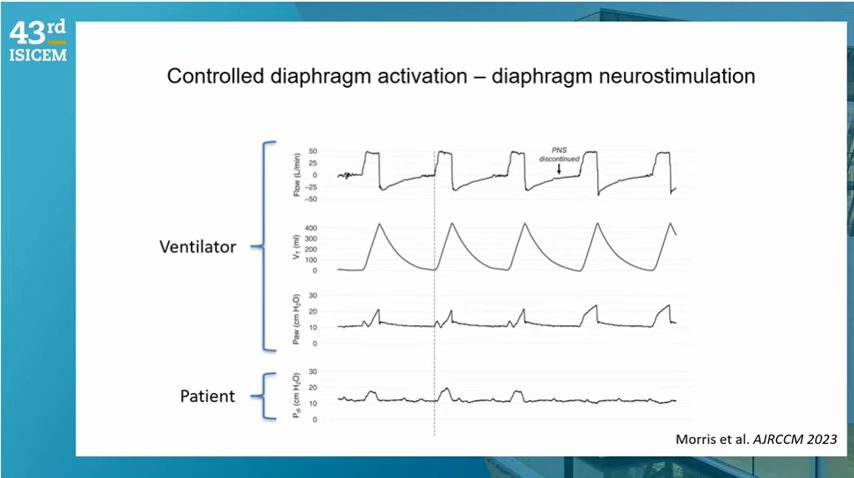 43rd
ISICEM
Controlled diaphragm activation – diaphragm neurostimulation
Ventilator
Flow (L/min)
50
25
0
−25
−50
PNS
discontinued
VT (ml)
400
300
200
100
0
Paw (cm H2O)
30
20
10
0
Patient
Pdi (cm H2O)
30
20
10
0
Morris et al. AJRCCM 2023